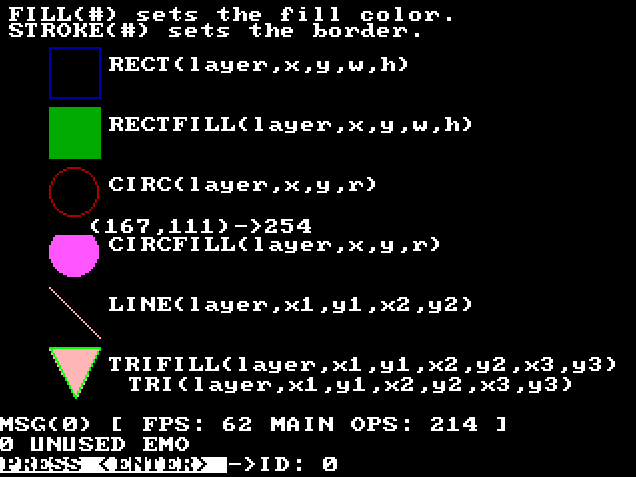 FILL(#) sets the fill color.
STROKE(#) sets the border.
RECT(layer,x,y,w,h)
RECTFILL(layer,x,y,w,h)
CIRC(layer,x,y,r)
(167,111)->254
CIRCFILL(layer,x,y,r)
LINE(layer,x1,y1,x2,y2)
TRIFILL(layer,x1,y1,x2,y2,x3,y3)
TRI(layer,x1,y1,x2,y2,x3,y3)
MSG(0) [ FPS: 62 MAIN OPS: 214 ]
0 UNUSED EMO
PRESS <ENTER> ->ID: 0